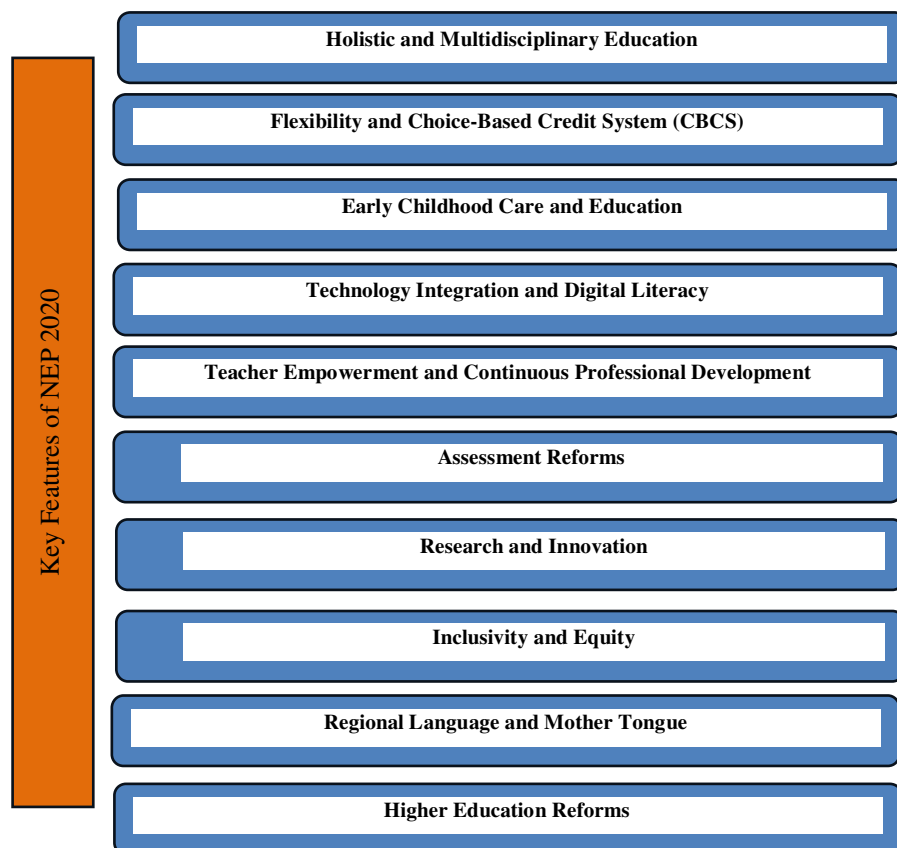 Key Features of NEP 2020
Holistic and Multidisciplinary Education
Flexibility and Choice-Based Credit System (CBCS)
Early Childhood Care and Education
Technology Integration and Digital Literacy
Teacher Empowerment and Continuous Professional Development
Assessment Reforms
Research and Innovation
Inclusivity and Equity
Regional Language and Mother Tongue
Higher Education Reforms